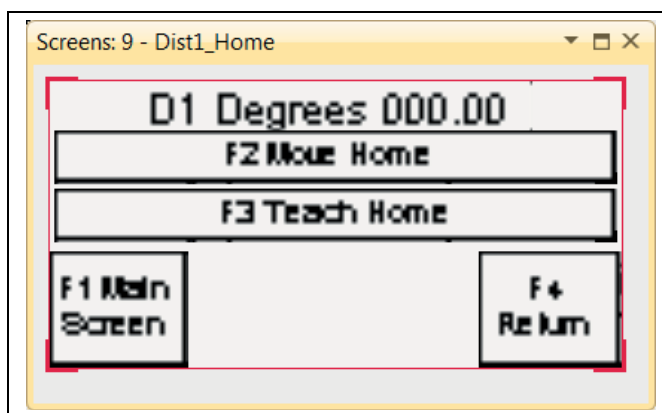 Screens: 9 - Dist1_Home
D1 Degrees 000.00
F2 Move Home
F3 Teach Home
F1 Main
Screen
F4
Return